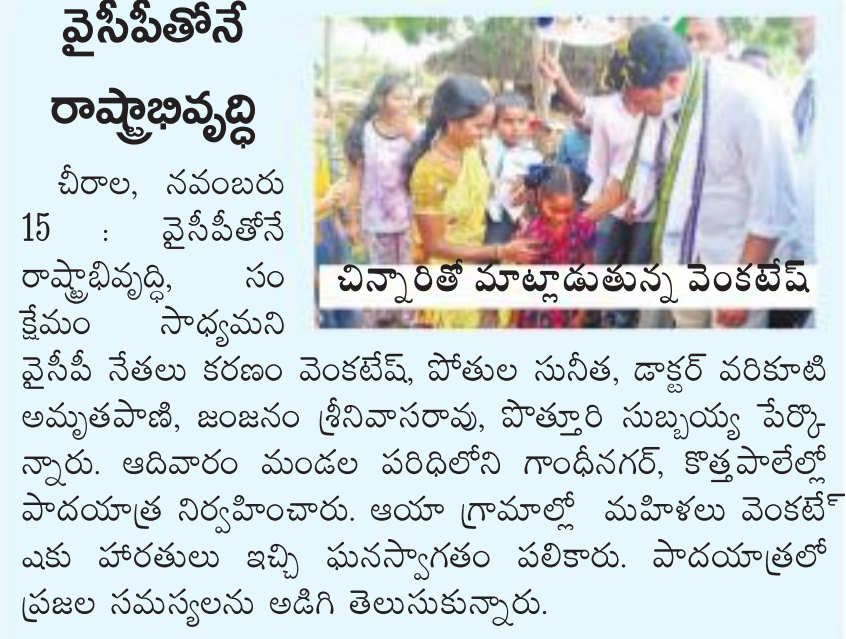 వైసీపీతోనే
రాష్ట్రాభివృద్ధి
చీరాల, నవంబరు
15 : వైసీపీతోనే
రాష్ట్రాభివృద్ధి, సం
క్షేమం సాధ్యమని
చిన్నారితో మాట్లాడుతున్న వెంకటేష్
వైసీపీ నేతలు కరణం వెంకటేష్, పోతుల సునీత, డాక్టర్ వరికూటి
అమృతపాణి, జంజనం శ్రీనివాసరావు, పొత్తూరి సుబ్బయ్య పేర్కొ
న్నారు. ఆదివారం మండల పరిధిలోని గాంధీనగర్, కొత్తపాలేల్లో
పాదయాత్ర నిర్వహించారు. ఆయా గ్రామాల్లో మహిళలు వెంకటే్
షకు హారతులు ఇచ్చి ఘనస్వాగతం పలికారు. పాదయాత్రలో
ప్రజల సమస్యలను అడిగి తెలుసుకున్నారు.